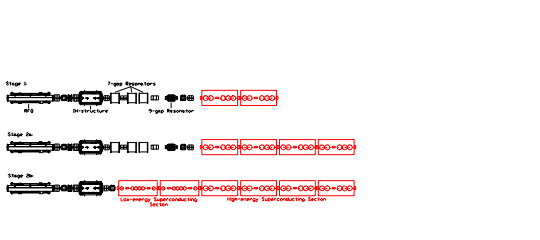 Stage 1:
7-gap Resonators
RFQ
IH-structure
9-gap Resonator
Stage 2a:
Stage 2b:
Low-energy Superconducting
Section
High-energy Superconducting Section